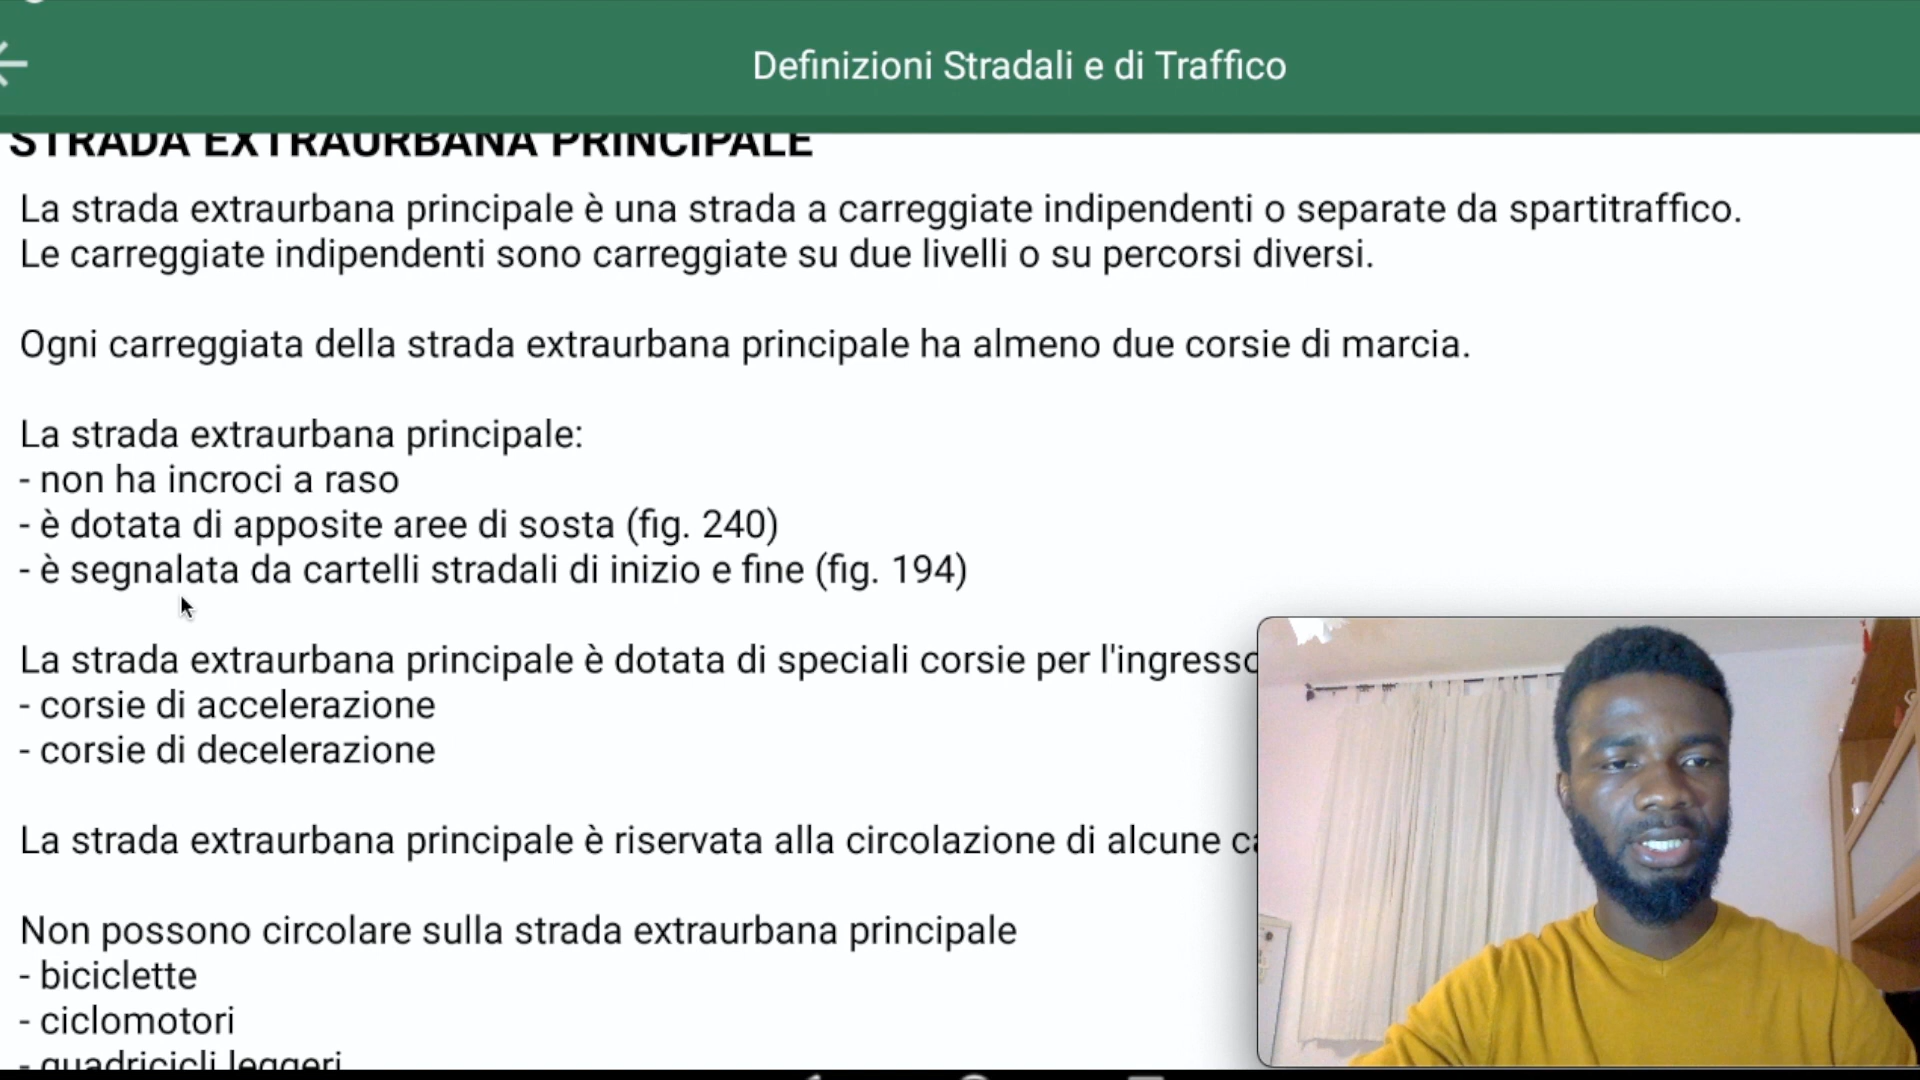 Definizioni Stradali e di Traffico
STRADA EXTRAURBANA PRINCIPALE
La strada extraurbana principale è una strada a carreggiate indipendenti o separate da spartitraffico.
Le carreggiate indipendenti sono carreggiate su due livelli o su percorsi diversi.
Ogni carreggiata della strada extraurbana principale ha almeno due corsie di marcia.
La strada extraurbana principale:
- non ha incroci a raso
- è dotata di apposite aree di sosta (fig. 240)
- è segnalata da cartelli stradali di inizio e fine (fig. 194)
La strada extraurbana principale è dotata di speciali corsie per l'ingresso
- corsie di accelerazione
- corsie di decelerazione
La strada extraurbana principale è riservata alla circolazione di alcune
Non possono circolare sulla strada extraurbana principale
- biciclette
- ciclomotori
- quadricicli leggeri